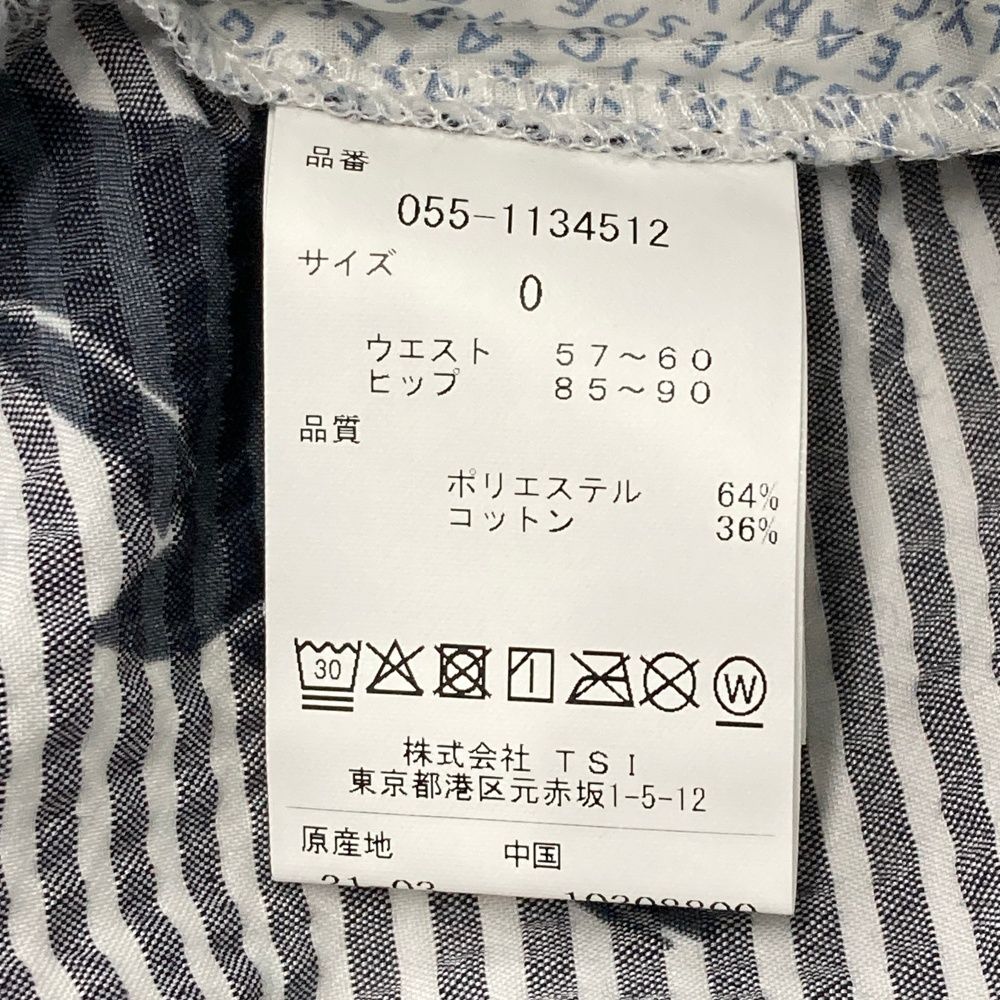 品番
055-1134512
サイズ
0
ウエスト 57〜60
ヒップ 85〜90
品質
ポリエステル 64%
コットン 36%
30
W
株式会社 TSI
東京都港区元赤坂1-5-12
原産地 中国